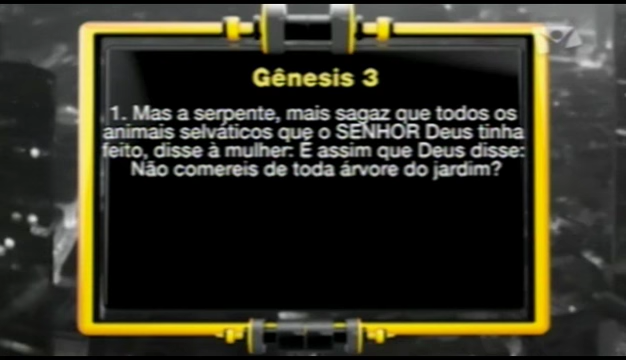 Gênesis 3
1. Mas a serpente, mais sagaz que todos os
animais selváticos que o SENHOR Deus tinha
feito, disse à mulher: É assim que Deus disse:
Não comereis de toda árvore do jardim?